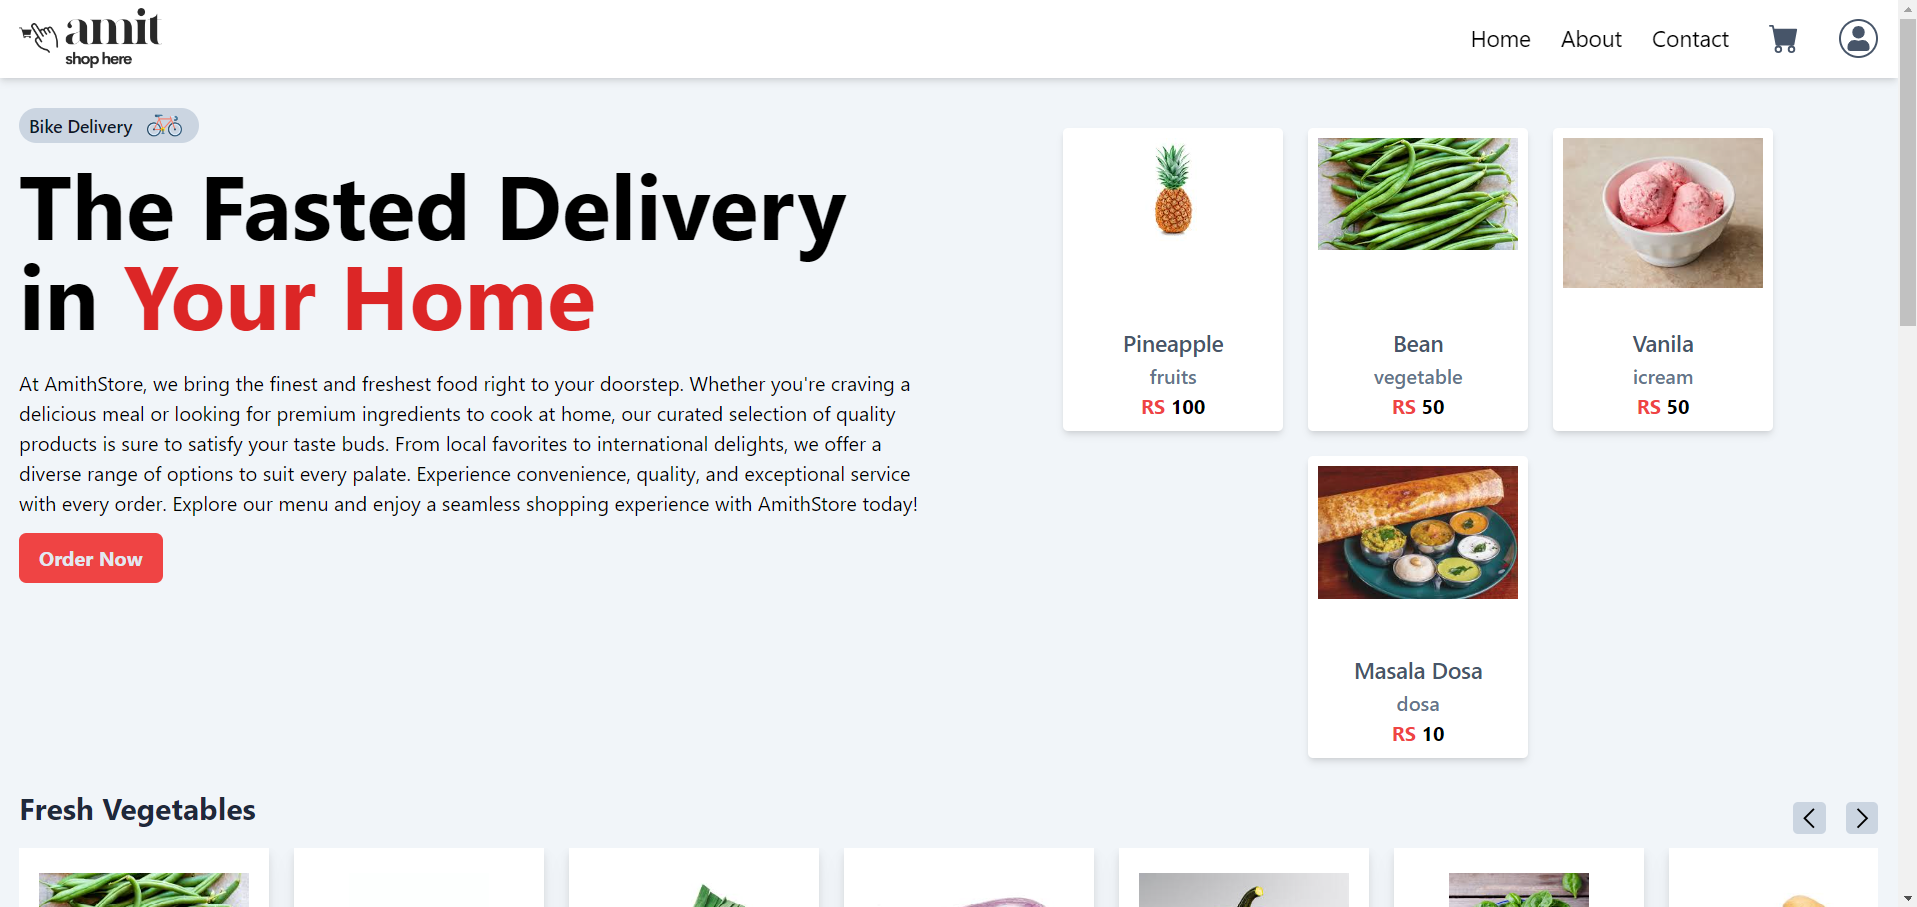 amit
shop here
Home About Contact
Bike Delivery
The Fasted Delivery
in Your Home
At AmithStore, we bring the finest and freshest food right to your doorstep. Whether you're craving a
delicious meal or looking for premium ingredients to cook at home, our curated selection of quality
products is sure to satisfy your taste buds. From local favorites to international delights, we offer a
diverse range of options to suit every palate. Experience convenience, quality, and exceptional service
with every order. Explore our menu and enjoy a seamless shopping experience with AmithStore today!
Order Now
Pineapple
fruits
RS 100
Bean
vegetable
RS 50
Vanila
icream
RS 50
Masala Dosa
dosa
RS 10
Fresh Vegetables